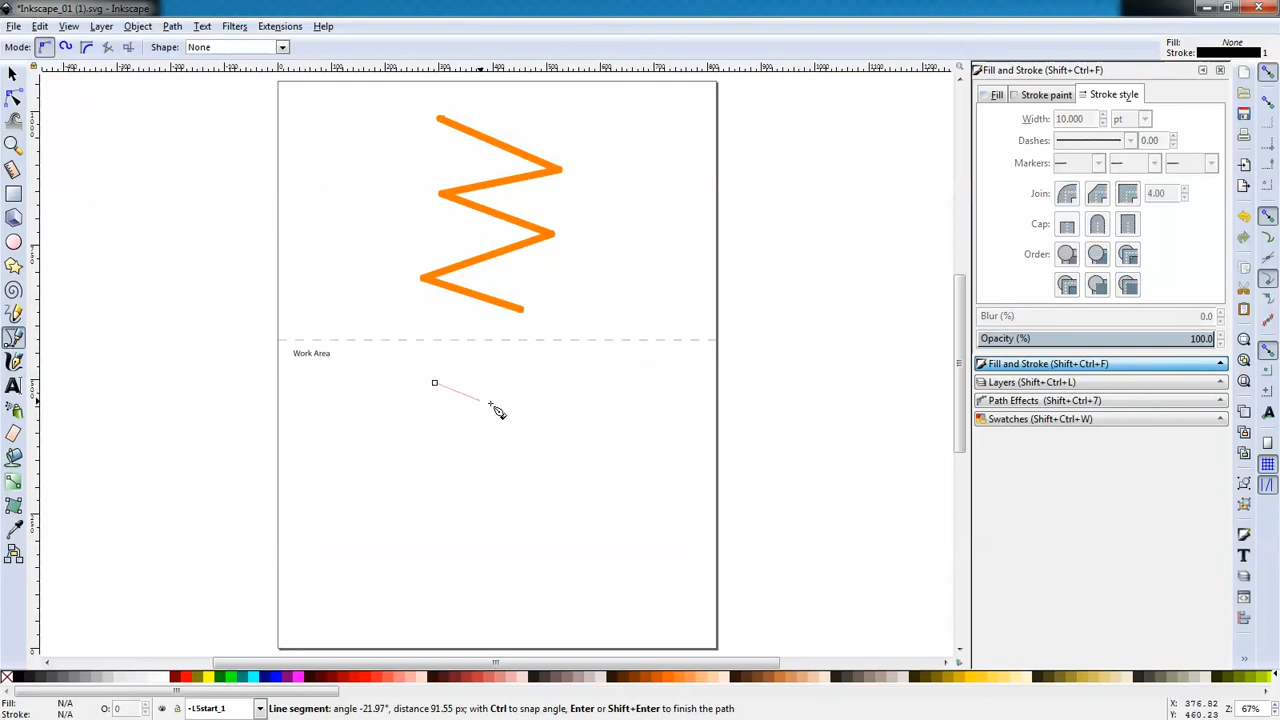 *Inkscape_01 (1).svg - Inkscape
File Edit View Layer Object Path Text Filters Extensions Help
Mode: Shape: None Fill: None
Stroke: 1
Fill and Stroke (Shift+Ctrl+F)
Fill Stroke paint Stroke style
Width: 10.000 pt
Dashes: 0.00
Markers:
Join: 4.00
Cap:
Order:
Blur (%) 0.0
Opacity (%) 100.0
Fill and Stroke (Shift+Ctrl+F)
Layers (Shift+Ctrl+L)
Path Effects (Shift+Ctrl+7)
Swatches (Shift+Ctrl+W)
Work Area
Fill: N/A
Stroke: N/A
O: 0
•L5start_1
Line segment: angle -21.97°, distance 91.55 px; with Ctrl to snap angle, Enter or Shift+Enter to finish the path
X: 376.82
Y: 460.23
Z: 67%